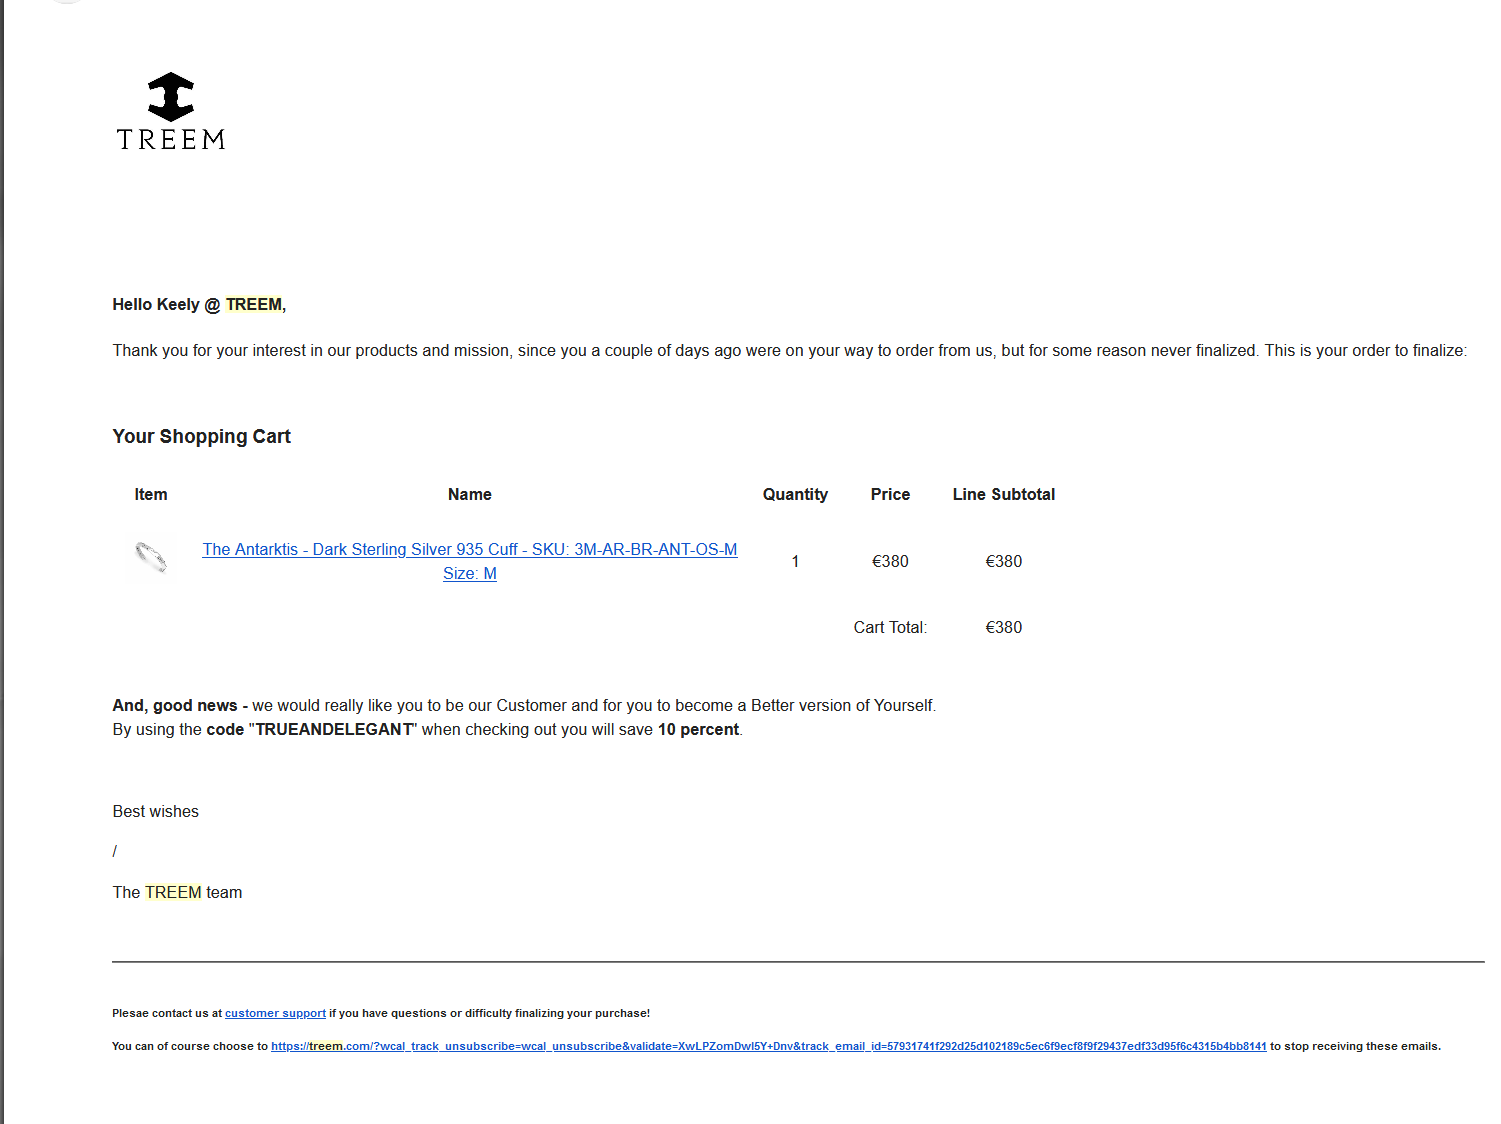 TREEM
Hello Keely @ TREEM,
Thank you for your interest in our products and mission, since you a couple of days ago were on your way to order from us, but for some reason never finalized. This is your order to finalize:
Your Shopping Cart
Item Name Quantity Price Line Subtotal
The Antarktis - Dark Sterling Silver 935 Cuff - SKU: 3M-AR-BR-ANT-OS-M
Size: M
1 €380 €380
Cart Total: €380
And, good news - we would really like you to be our Customer and for you to become a Better version of Yourself.
By using the code "TRUEANDELEGANT" when checking out you will save 10 percent.
Best wishes
/
The TREEM team
Plesae contact us at customer support if you have questions or difficulty finalizing your purchase!
You can of course choose to https://treem.com/?wcal_track_unsubscribe=wcal_unsubscribe&validate=XwLPZomDwI5Y+Dnv&track_email_id=57931741f292d25d102189c5ec6f9ecf8f9f29437edf33d95f6c4315b4bb8141 to stop receiving these emails.